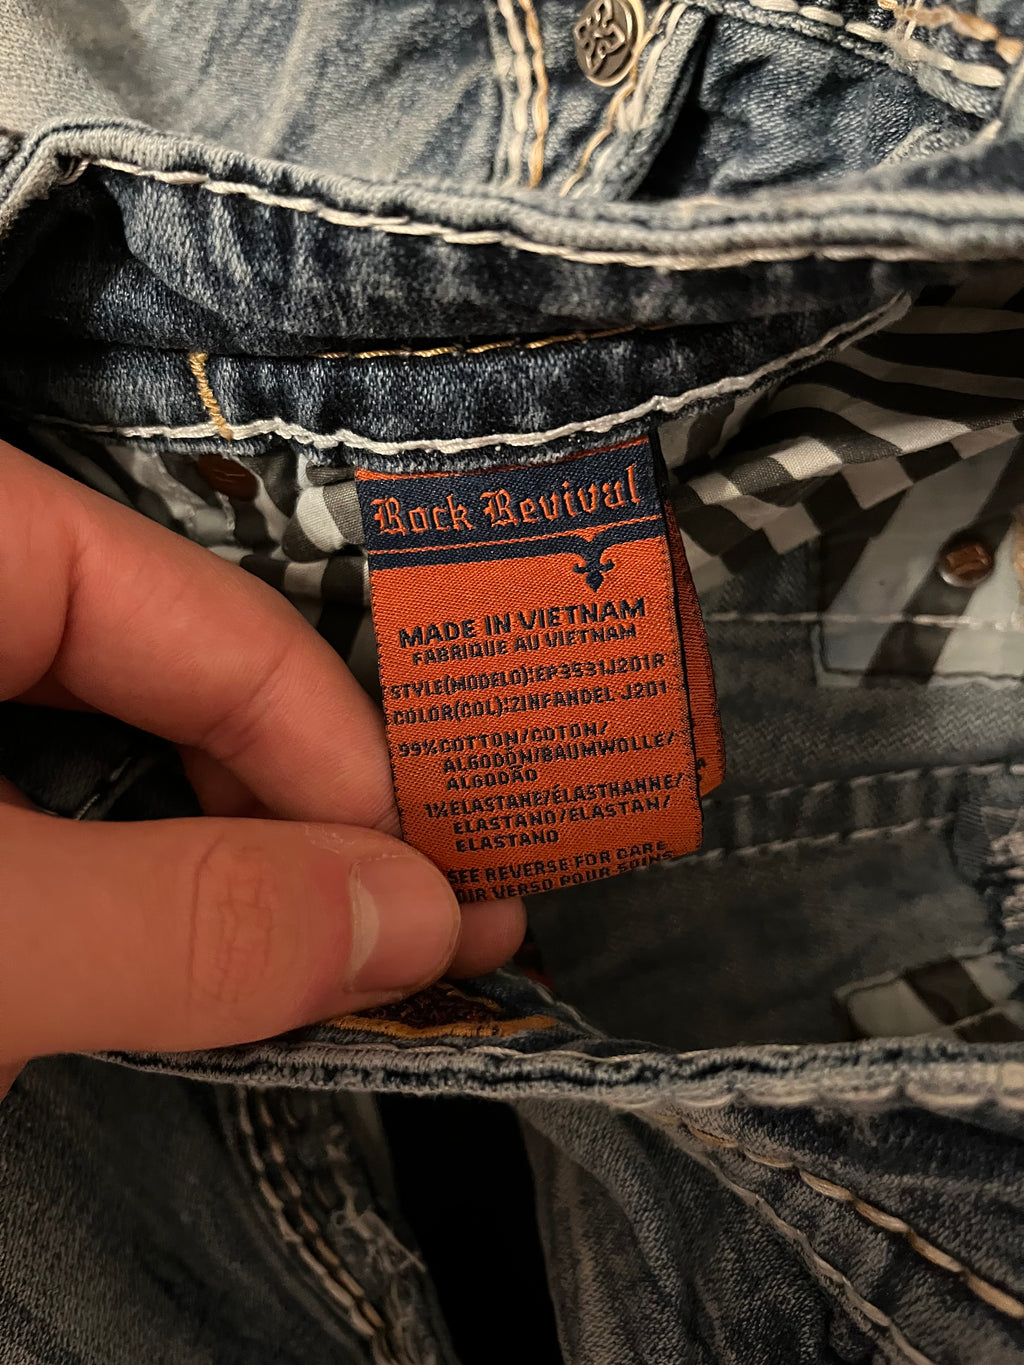 Rock Revival
MADE IN VIETNAM
FABRIQUE AU VIETNAM
STYLE(MODELO):EP3531J201R
COLOR(COL):ZINFANDEL J201
99%COTTON/COTON/
ALGODÓN/BAUMWOLLE/
ALGODÃO
1%ELASTANE/ÉLASTHANNE/
ELASTANO/ELASTAN/
ELASTANO
SEE REVERSE FOR CARE
OIR VERSO POUR SOINS